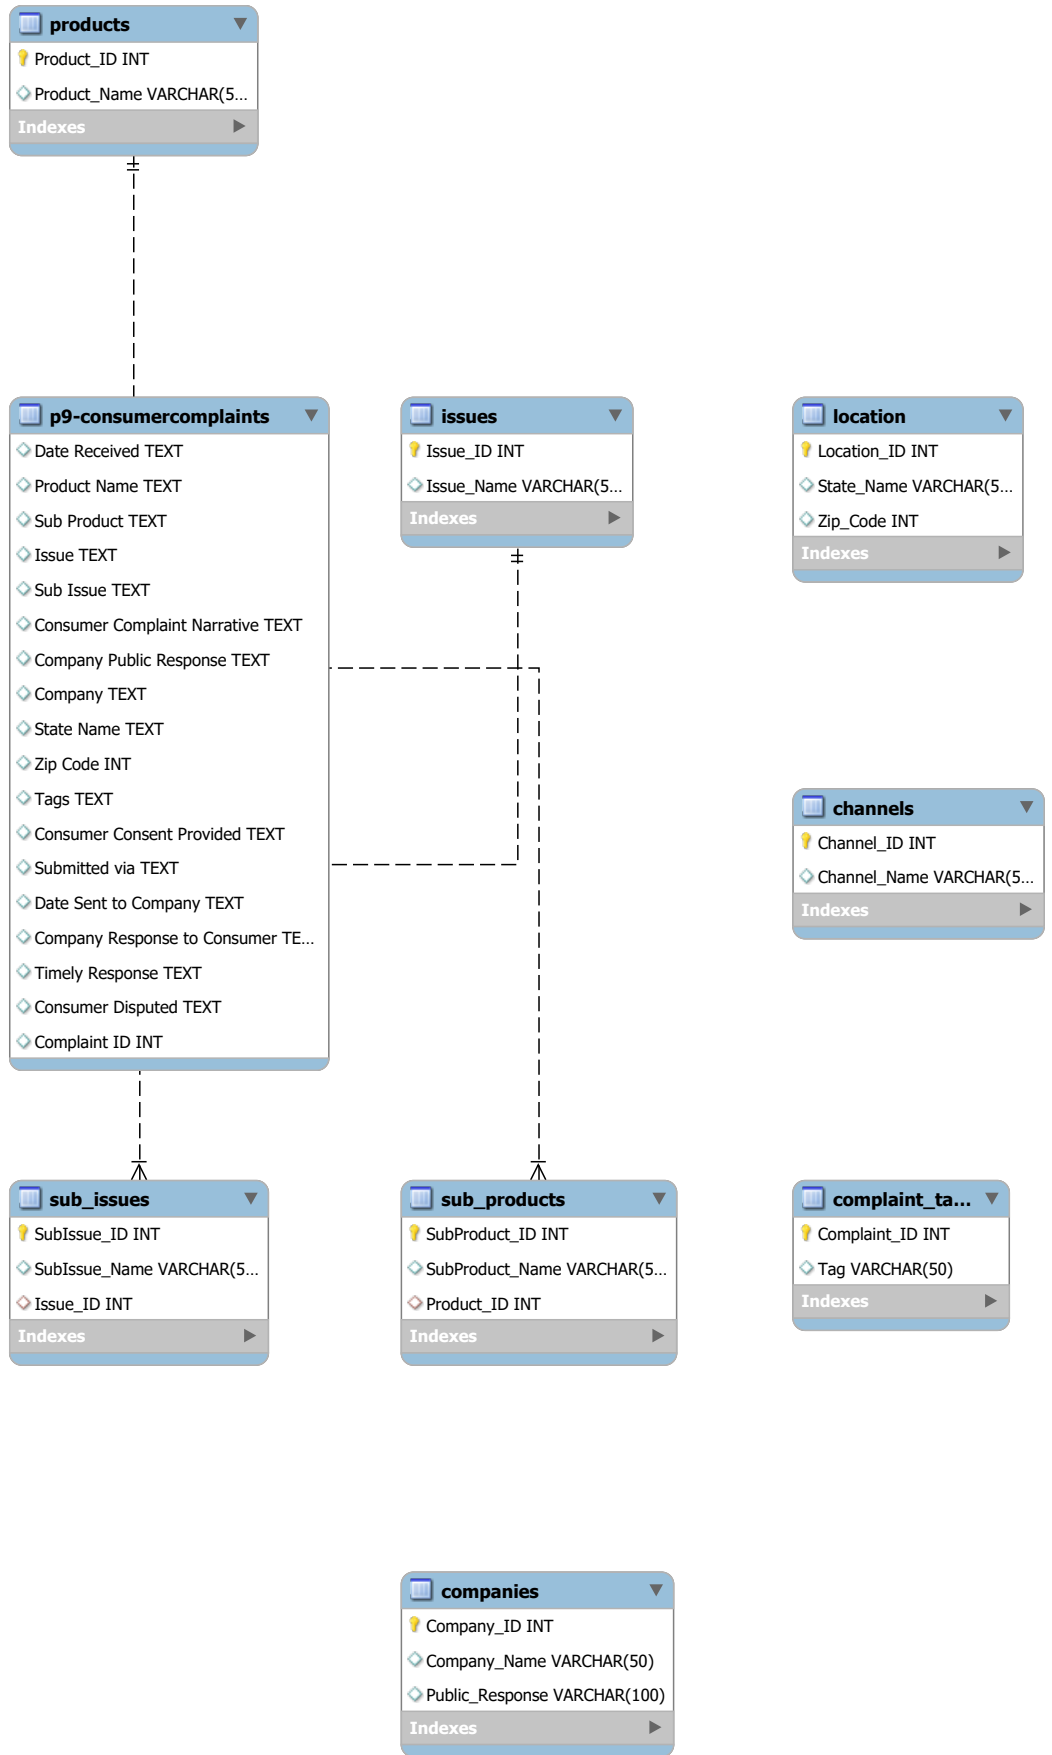 products
Product_ID INT
Product_Name VARCHAR(5...
Indexes
p9-consumercomplaints
Date Received TEXT
Product Name TEXT
Sub Product TEXT
Issue TEXT
Sub Issue TEXT
Consumer Complaint Narrative TEXT
Company Public Response TEXT
Company TEXT
State Name TEXT
Zip Code INT
Tags TEXT
Consumer Consent Provided TEXT
Submitted via TEXT
Date Sent to Company TEXT
Company Response to Consumer TE...
Timely Response TEXT
Consumer Disputed TEXT
Complaint ID INT
issues
Issue_ID INT
Issue_Name VARCHAR(5...
Indexes
location
Location_ID INT
State_Name VARCHAR(5...
Zip_Code INT
Indexes
channels
Channel_ID INT
Channel_Name VARCHAR(5...
Indexes
sub_issues
SubIssue_ID INT
SubIssue_Name VARCHAR(5...
Issue_ID INT
Indexes
sub_products
SubProduct_ID INT
SubProduct_Name VARCHAR(5...
Product_ID INT
Indexes
complaint_ta...
Complaint_ID INT
Tag VARCHAR(50)
Indexes
companies
Company_ID INT
Company_Name VARCHAR(50)
Public_Response VARCHAR(100)
Indexes